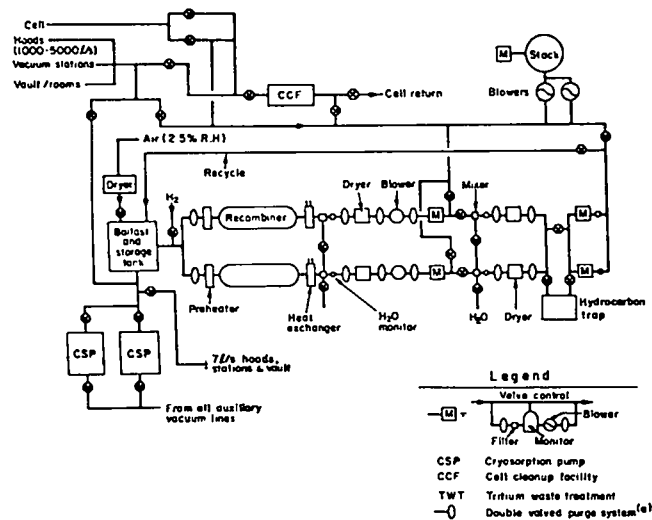 Cell
Hoods
(1000-5000ℓ/s)
Vacuum stations
Vault/rooms
Air (2.5% R.H)
Dryer
H₂
Ballast and
storage
tank
CCF
Cell return
Recycle
Recombiner
Dryer
Blower
Mixer
M
Stack
Blowers
M
M
M
M
M
Preheater
Heat
exchanger
H₂O
monitor
H₂O
Dryer
Hydrocarbon
trap
CSP
CSP
7ℓ/s hoods,
stations & vault
From all auxiliary
vacuum lines
Legend
Valve control
M =
Blower
Filter
Monitor
CSP Cryosorption pump
CCF Cell cleanup facility
TWT Tritium waste treatment
Double valved purge system(a)